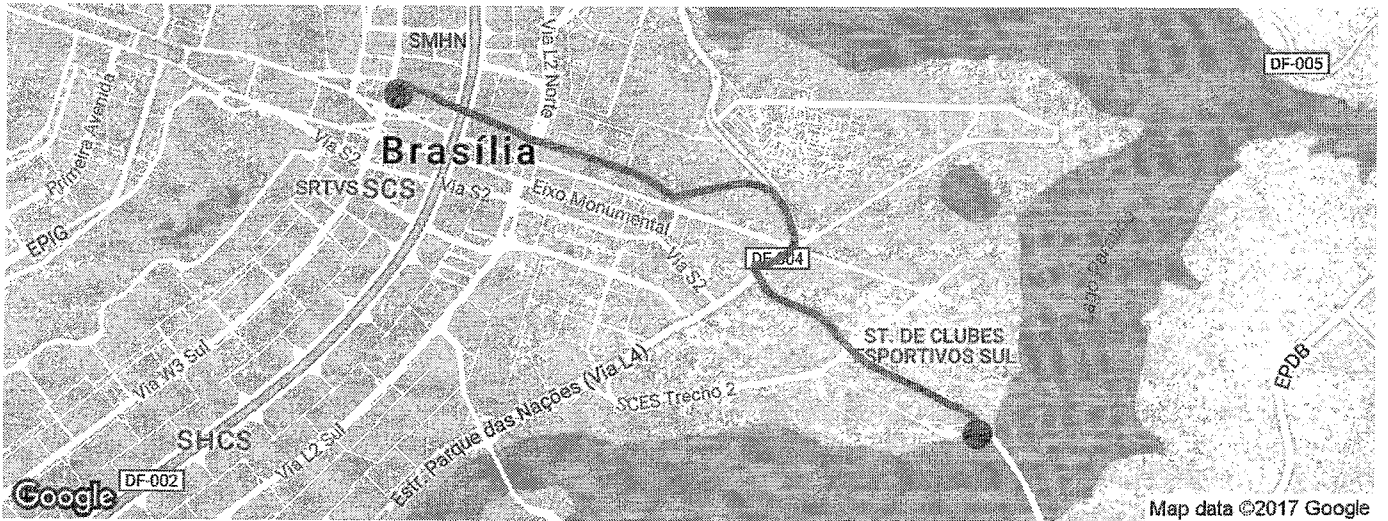 SMHN
Via L2 Norte
DF-005
Primeira Avenida
Via S2
Brasília
SRTVS SCS
Via S2
Eixo Monumental
EPIG
Via S2
DF-004
Lago Paranoá
ST. DE CLUBES
ESPORTIVOS SUL
Via W3 Sul
EPDB
Estr. Parque das Nações (Via L4)
SCES Trecho 2
SHCS
Via L2 Sul
DF-002
Google
Map data ©2017 Google